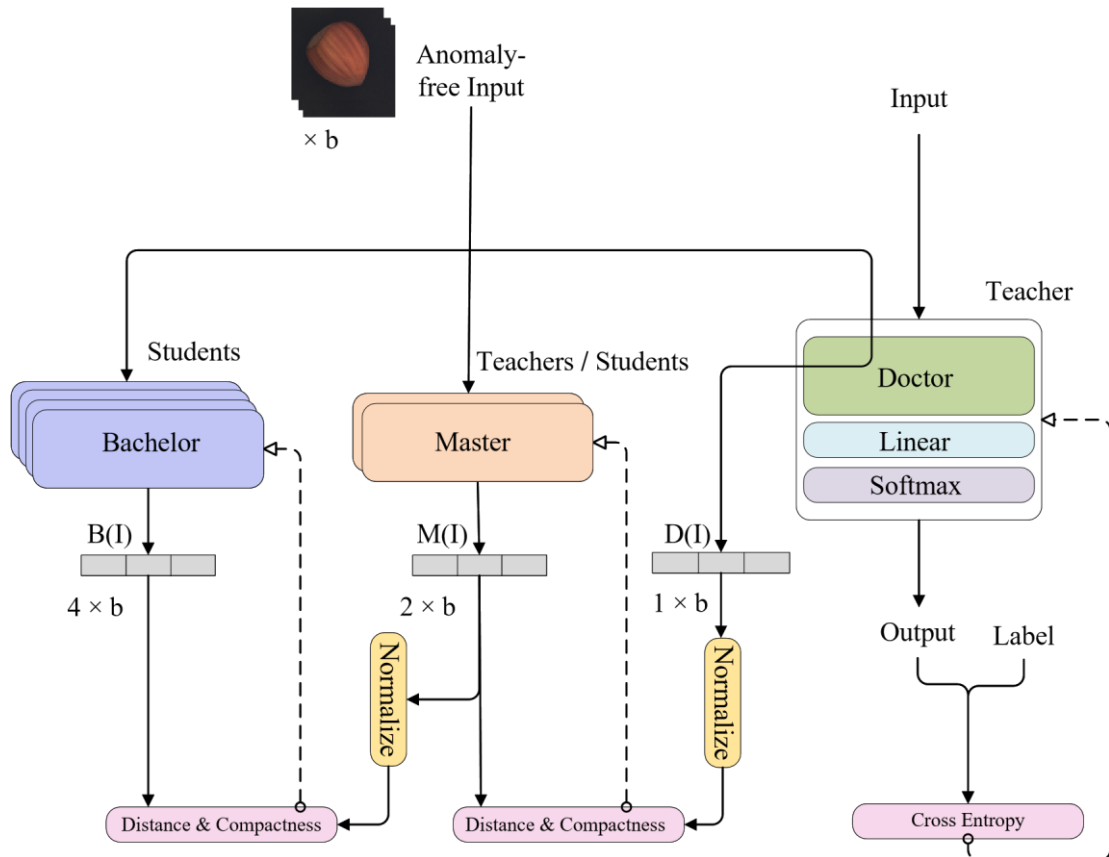 Anomaly-
free Input
× b
Input
Teacher
Students
Teachers / Students
Doctor
Bachelor
Master
Linear
Softmax
B(I)
M(I)
D(I)
4 × b
2 × b
1 × b
Output
Label
Normalize
Normalize
Distance & Compactness
Distance & Compactness
Cross Entropy